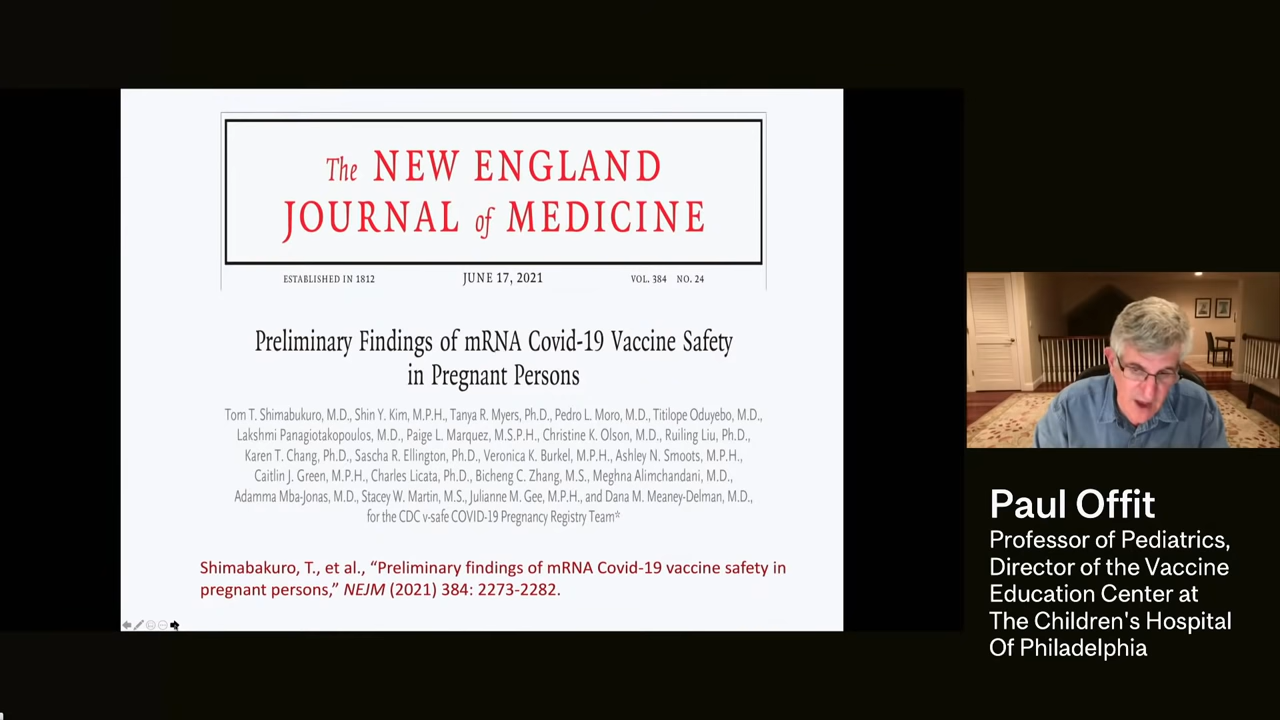 The NEW ENGLAND
JOURNAL of MEDICINE
ESTABLISHED IN 1812 JUNE 17, 2021 VOL. 384 NO. 24
Preliminary Findings of mRNA Covid-19 Vaccine Safety
in Pregnant Persons
Tom T. Shimabukuro, M.D., Shin Y. Kim, M.P.H., Tanya R. Myers, Ph.D., Pedro L. Moro, M.D., Titilope Oduyebo, M.D.,
Lakshmi Panagiotakopoulos, M.D., Paige L. Marquez, M.S.P.H., Christine K. Olson, M.D., Ruiling Liu, Ph.D.,
Karen T. Chang, Ph.D., Sascha R. Ellington, Ph.D., Veronica K. Burkel, M.P.H., Ashley N. Smoots, M.P.H.,
Caitlin J. Green, M.P.H., Charles Licata, Ph.D., Bicheng C. Zhang, M.S., Meghna Alimchandani, M.D.,
Adamma Mba-Jonas, M.D., Stacey W. Martin, M.S., Julianne M. Gee, M.P.H., and Dana M. Meaney-Delman, M.D.,
for the CDC v-safe COVID-19 Pregnancy Registry Team*
Shimabakuro, T., et al., “Preliminary findings of mRNA Covid-19 vaccine safety in
pregnant persons,” NEJM (2021) 384: 2273-2282.
Paul Offit
Professor of Pediatrics,
Director of the Vaccine
Education Center at
The Children's Hospital
Of Philadelphia